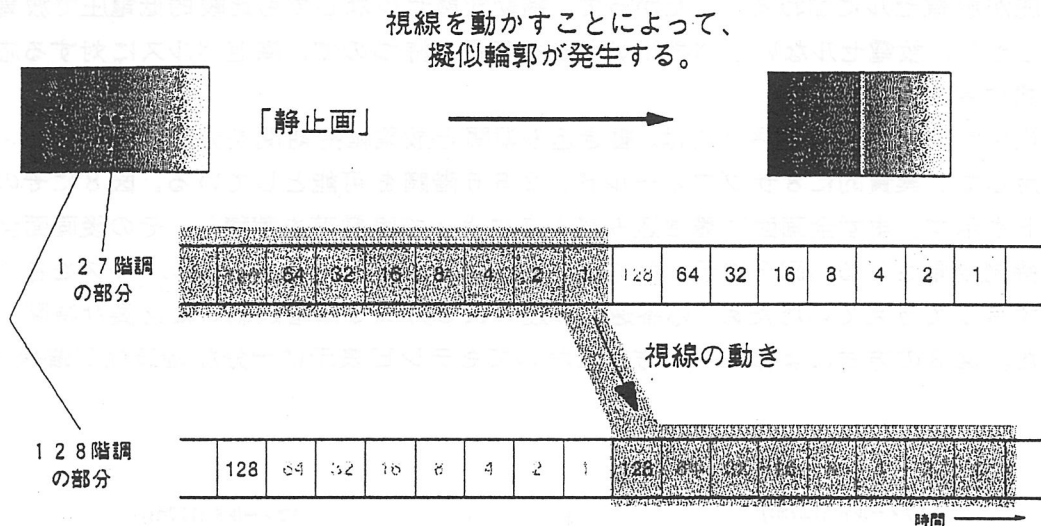 視線を動かすことによって、
擬似輪郭が発生する。
「静止画」
127階調
の部分
64 32 16 8 4 2 1 128 64 32 16 8 4 2 1
視線の動き
128階調
の部分
128 64 32 16 8 4 2 1 128 64 32 16
時間